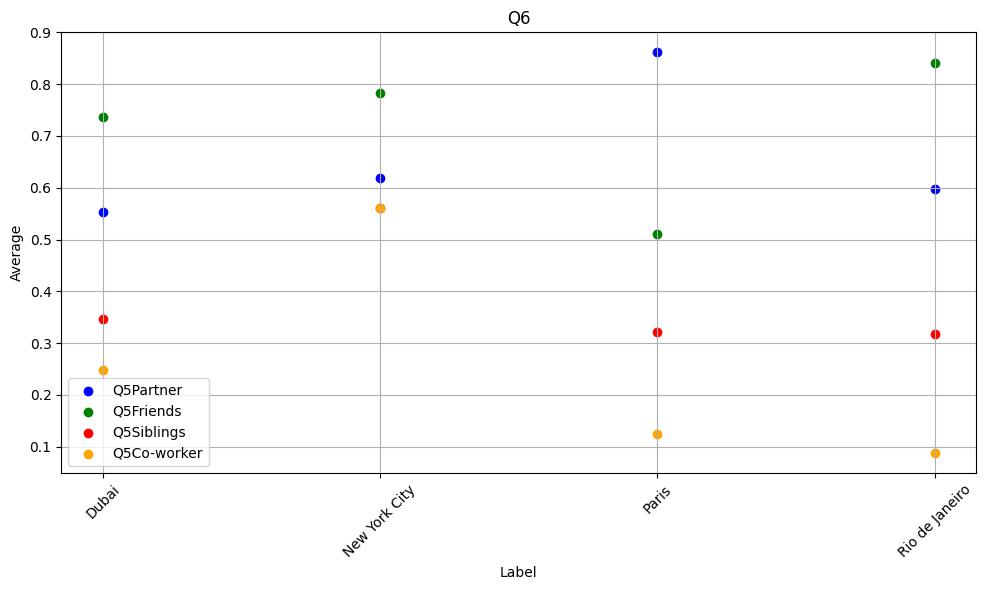 Q6
0.9
0.8
0.7
0.6
0.5
0.4
0.3
0.2
0.1
Average
Q5Partner
Q5Friends
Q5Siblings
Q5Co-worker
Dubai
New York City
Paris
Rio de Janeiro
Label